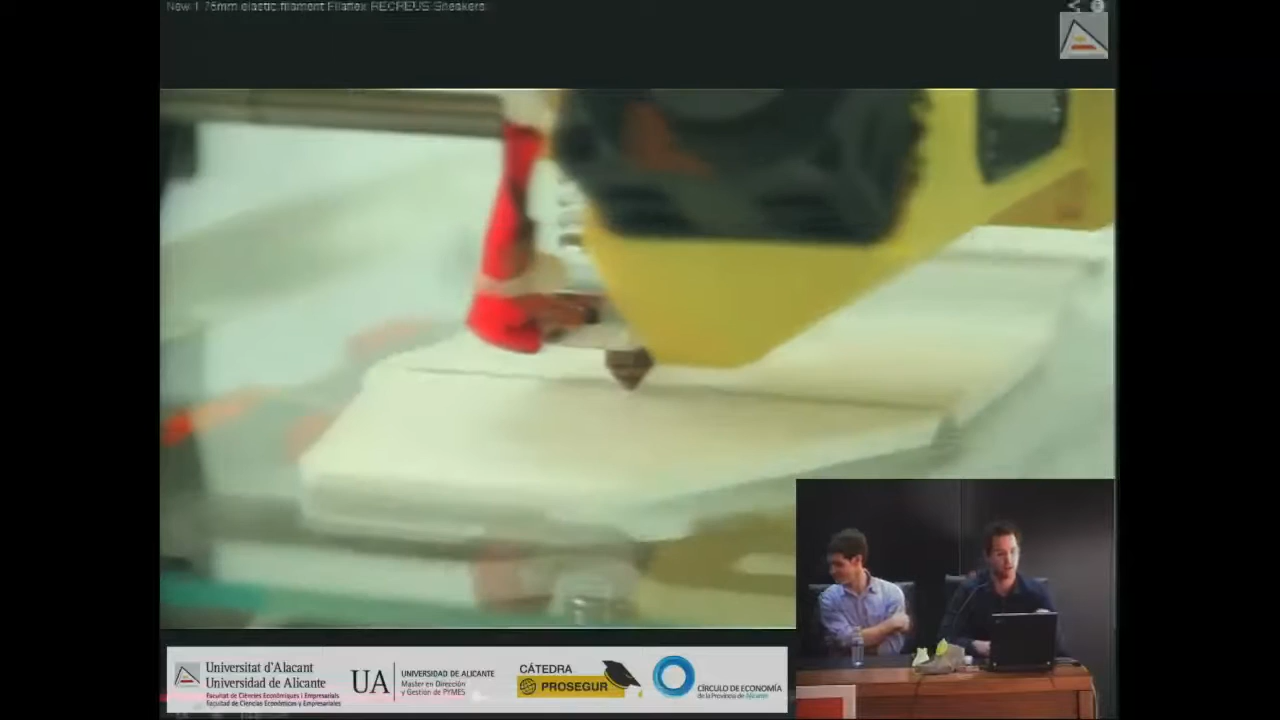 New 1 75mm elastic filament Filaflex RECREUS Sneakers
Universitat d'Alacant
Universidad de Alicante
Facultat de Ciències Econòmiques i Empresarials
Facultad de Ciencias Económicas y Empresariales
UA
UNIVERSIDAD DE ALICANTE
Master en Dirección
y Gestión de PYMES
CÁTEDRA
PROSEGUR
CÍRCULO DE ECONOMÍA
de la Provincia de Alicante